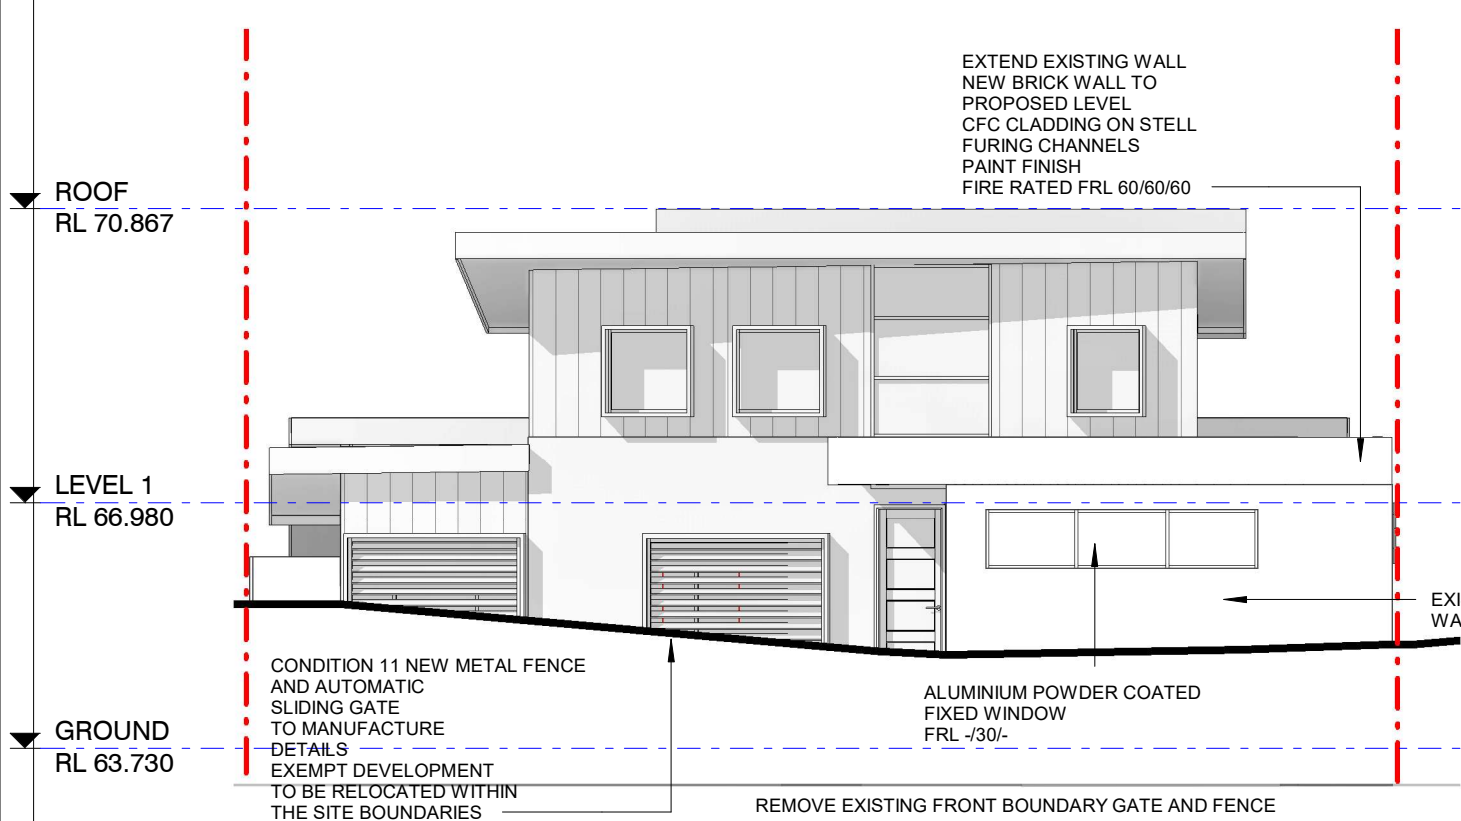 EXTEND EXISTING WALL
NEW BRICK WALL TO
PROPOSED LEVEL
CFC CLADDING ON STELL
FURING CHANNELS
PAINT FINISH
FIRE RATED FRL 60/60/60
ROOF
RL 70.867
LEVEL 1
RL 66.980
EXI
WA
CONDITION 11 NEW METAL FENCE
AND AUTOMATIC
SLIDING GATE
TO MANUFACTURE
DETAILS
EXEMPT DEVELOPMENT
TO BE RELOCATED WITHIN
THE SITE BOUNDARIES
ALUMINIUM POWDER COATED
FIXED WINDOW
FRL -/30/-
GROUND
RL 63.730
REMOVE EXISTING FRONT BOUNDARY GATE AND FENCE